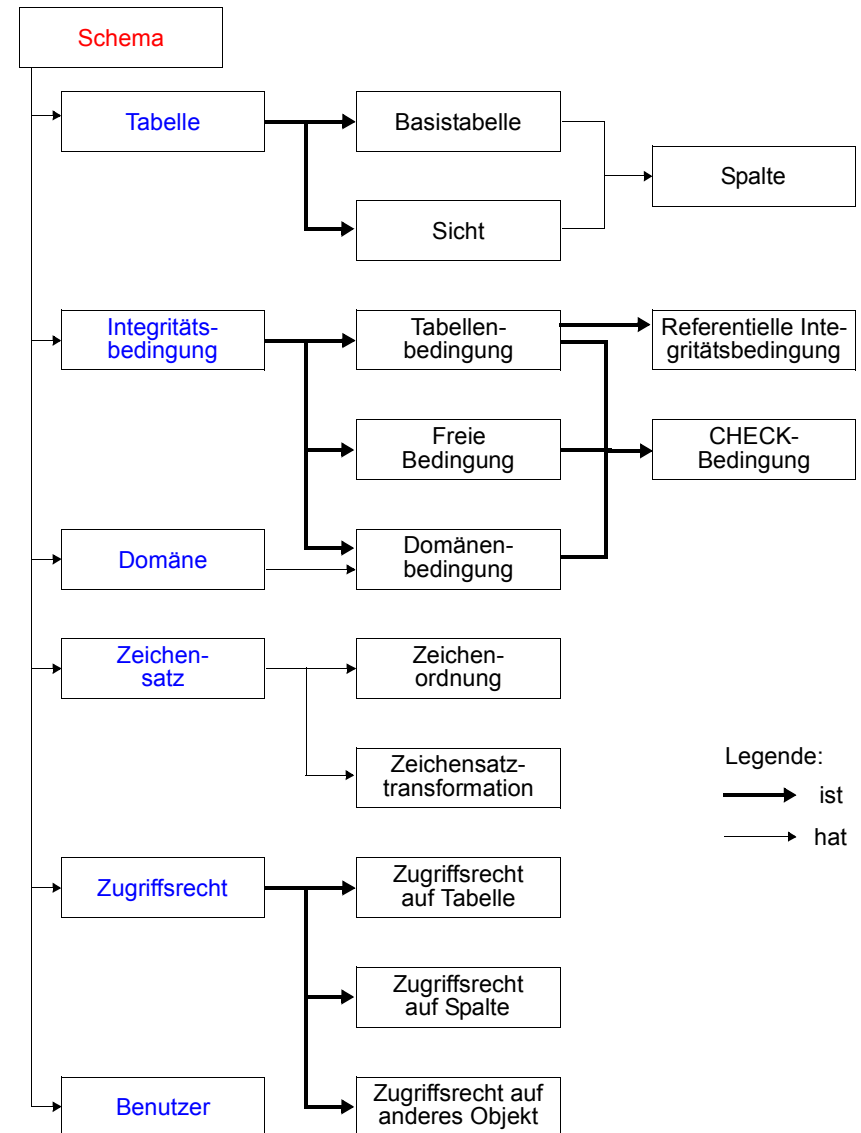 Schema
Tabelle
Basistabelle
Spalte
Sicht
Integritäts-
bedingung
Tabellen-
bedingung
Referentielle Inte-
gritätsbedingung
Freie
Bedingung
CHECK-
Bedingung
Domäne
Domänen-
bedingung
Zeichen-
satz
Zeichen-
ordnung
Zeichensatz-
transformation
Legende:
ist
hat
Zugriffsrecht
Zugriffsrecht
auf Tabelle
Zugriffsrecht
auf Spalte
Benutzer
Zugriffsrecht auf
anderes Objekt